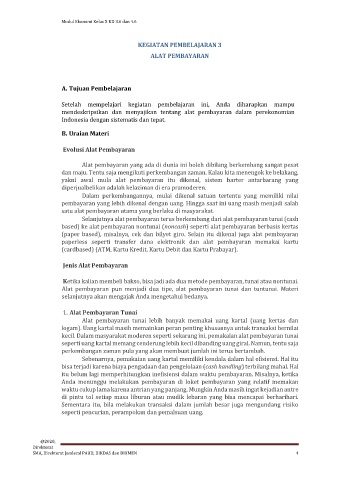 Modul Ekonomi Kelas X KD 3.6 dan 4.6
KEGIATAN PEMBELAJARAN 3
ALAT PEMBAYARAN
A. Tujuan Pembelajaran
Setelah mempelajari kegiatan pembelajaran ini, Anda diharapkan mampu
mendeskripsikan dan menyajikan tentang alat pembayaran dalam perekonomian
Indonesia dengan sistematis dan tepat.
B. Uraian Materi
Evolusi Alat Pembayaran
Alat pembayaran yang ada di dunia ini boleh dibilang berkembang sangat pesat
dan maju. Tentu saja mengikuti perkembangan zaman. Kalau kita menengok ke belakang,
yakni awal mula alat pembayaran itu dikenal, sistem barter antarbarang yang
diperjualbelikan adalah kelaziman di era pramoderen.
Dalam perkembangannya, mulai dikenal satuan tertentu yang memiliki nilai
pembayaran yang lebih dikenal dengan uang. Hingga saat ini uang masih menjadi salah
satu alat pembayaran utama yang berlaku di masyarakat.
Selanjutnya alat pembayaran terus berkembang dari alat pembayaran tunai (cash
based) ke alat pembayaran nontunai (noncash) seperti alat pembayaran berbasis kertas
(paper based), misalnya, cek dan bilyet giro. Selain itu dikenal juga alat pembayaran
paperless seperti transfer dana elektronik dan alat pembayaran memakai kartu
(cardbased) (ATM, Kartu Kredit, Kartu Debit dan Kartu Prabayar).
Jenis Alat Pembayaran
Ketika kalian membeli bakso, bisa jadi ada dua metode pembayaran, tunai atau nontunai.
Alat pembayaran pun menjadi dua tipe, alat pembayaran tunai dan nontunai. Materi
selanjutnya akan mengajak Anda mengetahui bedanya.
1. Alat Pembayaran Tunai
Alat pembayaran tunai lebih banyak memakai uang kartal (uang kertas dan
logam). Uang kartal masih memainkan peran penting khususnya untuk transaksi bernilai
kecil. Dalam masyarakat moderen seperti sekarang ini, pemakaian alat pembayaran tunai
seperti uang kartal memang cenderung lebih kecil dibanding uang giral. Namun, tentu saja
perkembangan zaman pula yang akan membuat jumlah ini terus bertambah.
Sebenarnya, pemakaian uang kartal memiliki kendala dalam hal efisiensi. Hal itu
bisa terjadi karena biaya pengadaan dan pengelolaan (cash handling) terbilang mahal. Hal
itu belum lagi memperhitungkan inefisiensi dalam waktu pembayaran. Misalnya, ketika
Anda menunggu melakukan pembayaran di loket pembayaran yang relatif memakan
waktu cukup lama karena antrian yang panjang. Mungkin Anda masih ingat kejadian antre
di pintu tol setiap masa liburan atau mudik lebaran yang bisa mencapai berhari-hari.
Sementara itu, bila melakukan transaksi dalam jumlah besar juga mengundang risiko
seperti pencurian, perampokan dan pemalsuan uang.
@2020,
Direktorat
SMA, Direktorat Jenderal PAUD, DIKDAS dan DIKMEN